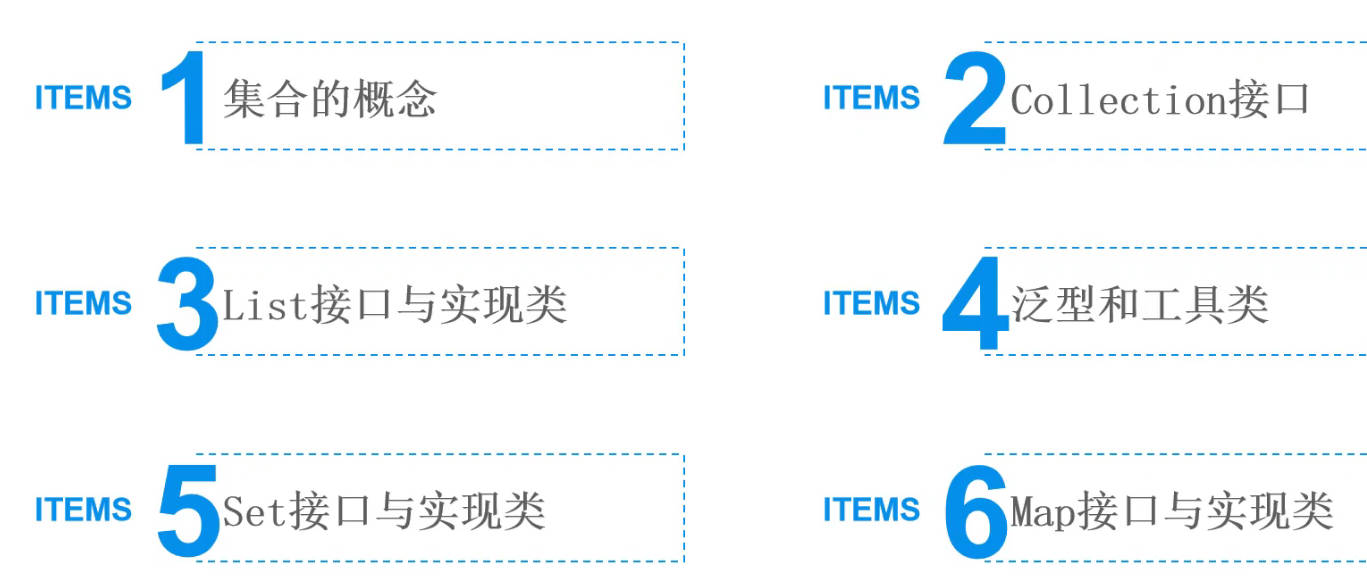 ITEMS 1 集合的概念
ITEMS 2 Collection接口
ITEMS 3 List接口与实现类
ITEMS 4 泛型和工具类
ITEMS 5 Set接口与实现类
ITEMS 6 Map接口与实现类